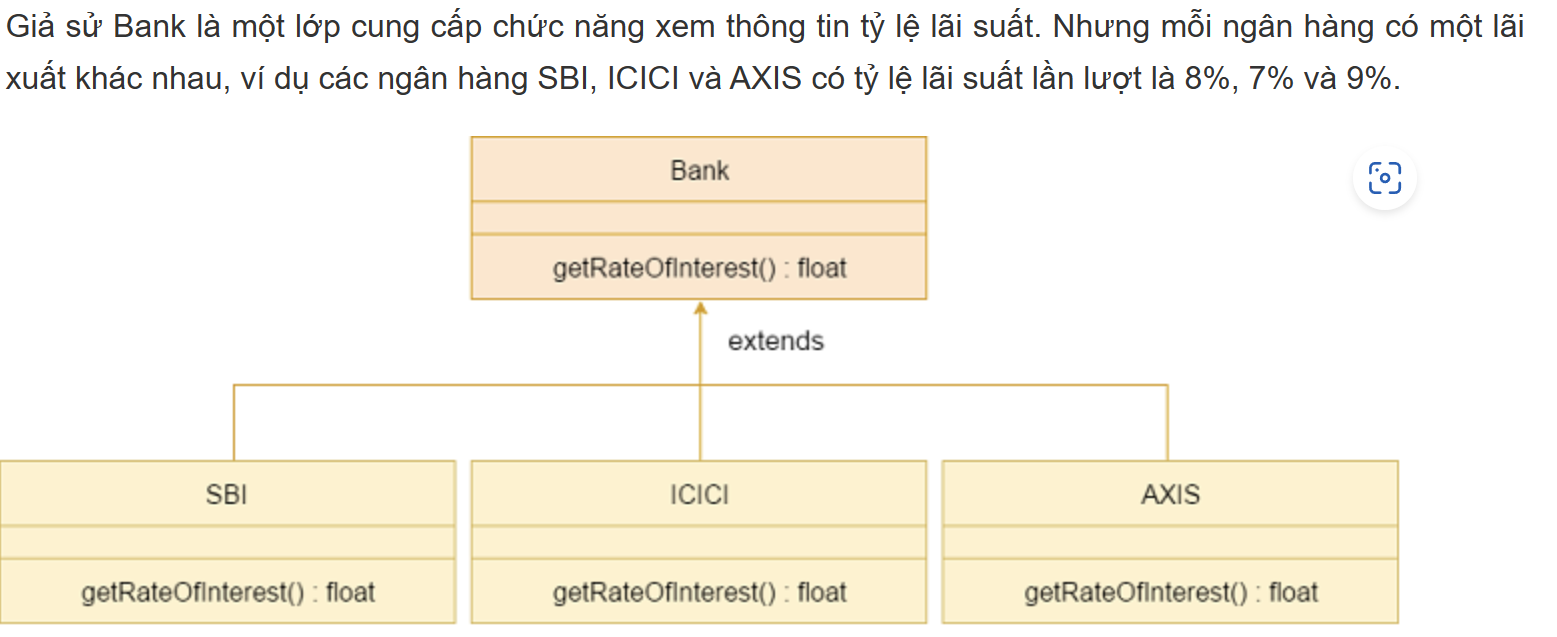 Giả sử Bank là một lớp cung cấp chức năng xem thông tin tỷ lệ lãi suất. Nhưng mỗi ngân hàng có một lãi
xuất khác nhau, ví dụ các ngân hàng SBI, ICICI và AXIS có tỷ lệ lãi suất lần lượt là 8%, 7% và 9%.
Bank
getRateOfInterest() : float
extends
SBI
ICICI
AXIS
getRateOfInterest() : float
getRateOfInterest() : float
getRateOfInterest() : float